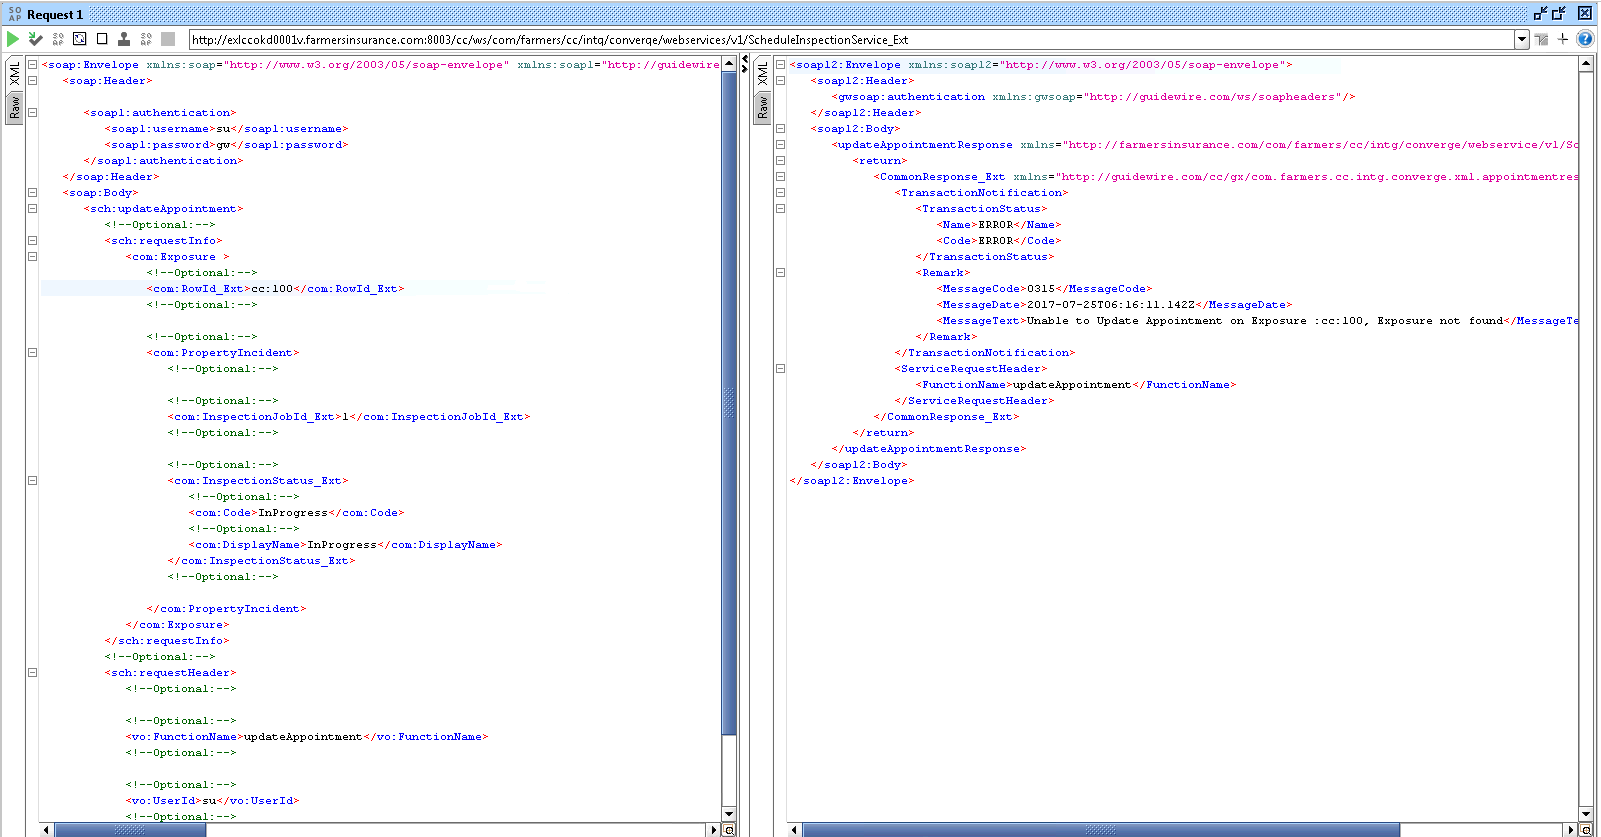 SO AP Request 1
SO AP SO AP http://exlccokd0001v.farmersinsurance.com:8003/cc/ws/com/farmers/cc/intg/converge/webservices/v1/ScheduleInspectionService_Ext
XML
Raw
<soap:Envelope xmlns:soap="http://www.w3.org/2003/05/soap-envelope" xmlns:soap1="http://guidewire
<soap:Header>
<soap1:authentication>
<soap1:username>su</soap1:username>
<soap1:password>gw</soap1:password>
</soap1:authentication>
</soap:Header>
<soap:Body>
<sch:updateAppointment>
<!--Optional:-->
<sch:requestInfo>
<com:Exposure >
<!--Optional:-->
<com:RowId_Ext>cc:100</com:RowId_Ext>
<!--Optional:-->
<!--Optional:-->
<com:PropertyIncident>
<!--Optional:-->
<!--Optional:-->
<com:InspectionJobId_Ext>1</com:InspectionJobId_Ext>
<!--Optional:-->
<!--Optional:-->
<com:InspectionStatus_Ext>
<!--Optional:-->
<com:Code>InProgress</com:Code>
<!--Optional:-->
<com:DisplayName>InProgress</com:DisplayName>
</com:InspectionStatus_Ext>
<!--Optional:-->
</com:PropertyIncident>
</com:Exposure>
</sch:requestInfo>
<!--Optional:-->
<sch:requestHeader>
<!--Optional:-->
<!--Optional:-->
<vo:FunctionName>updateAppointment</vo:FunctionName>
<!--Optional:-->
<!--Optional:-->
<vo:UserId>su</vo:UserId>
<!--Optional:-->
XML
Raw
<soap12:Envelope xmlns:soap12="http://www.w3.org/2003/05/soap-envelope">
<soap12:Header>
<gwsoap:authentication xmlns:gwsoap="http://guidewire.com/ws/soapheaders"/>
</soap12:Header>
<soap12:Body>
<updateAppointmentResponse xmlns="http://farmersinsurance.com/com/farmers/cc/intg/converge/webservice/v1/Sc
<return>
<CommonResponse_Ext xmlns="http://guidewire.com/cc/gx/com.farmers.cc.intg.converge.xml.appointmentres
<TransactionNotification>
<TransactionStatus>
<Name>ERROR</Name>
<Code>ERROR</Code>
</TransactionStatus>
<Remark>
<MessageCode>0315</MessageCode>
<MessageDate>2017-07-25T06:16:11.142Z</MessageDate>
<MessageText>Unable to Update Appointment on Exposure :cc:100, Exposure not found</MessageTe
</Remark>
</TransactionNotification>
<ServiceRequestHeader>
<FunctionName>updateAppointment</FunctionName>
</ServiceRequestHeader>
</CommonResponse_Ext>
</return>
</updateAppointmentResponse>
</soap12:Body>
</soap12:Envelope>